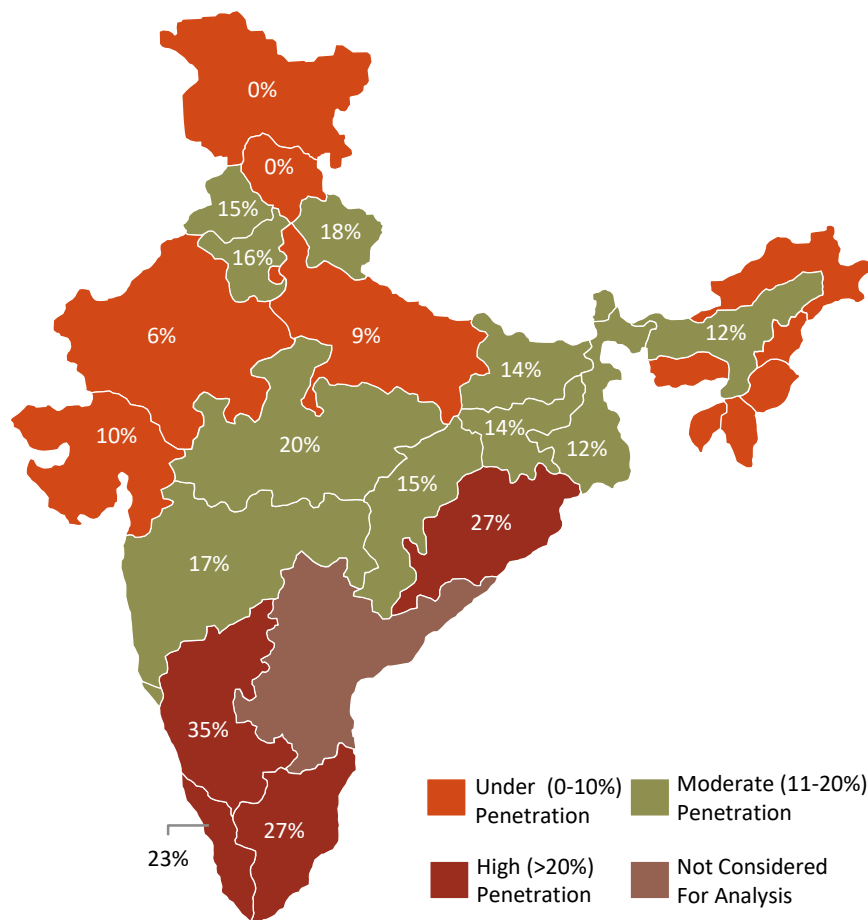 0%
0%
15%
18%
16%
6%
9%
12%
14%
10%
20%
14%
12%
15%
27%
17%
35%
27%
23%
Under (0-10%)
Penetration
Moderate (11-20%)
Penetration
High (>20%)
Penetration
Not Considered
For Analysis